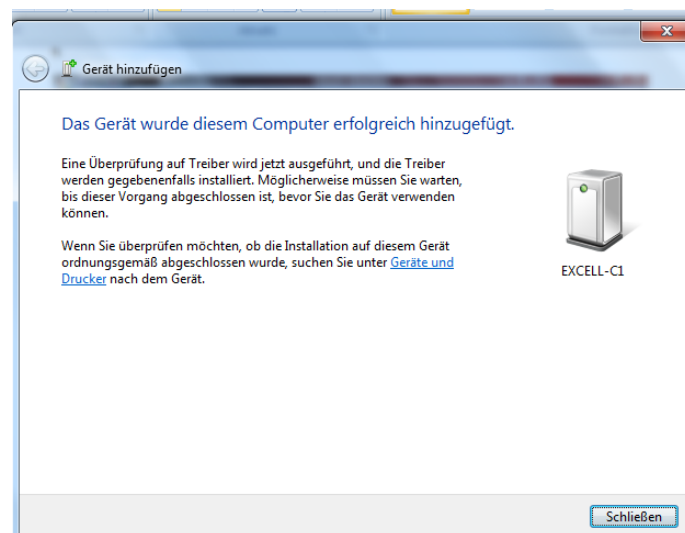 Gerät hinzufügen
Das Gerät wurde diesem Computer erfolgreich hinzugefügt.
Eine Überprüfung auf Treiber wird jetzt ausgeführt, und die Treiber
werden gegebenenfalls installiert. Möglicherweise müssen Sie warten,
bis dieser Vorgang abgeschlossen ist, bevor Sie das Gerät verwenden
können.
Wenn Sie überprüfen möchten, ob die Installation auf diesem Gerät
ordnungsgemäß abgeschlossen wurde, suchen Sie unter Geräte und
Drucker nach dem Gerät.
EXCELL-C1
Schließen